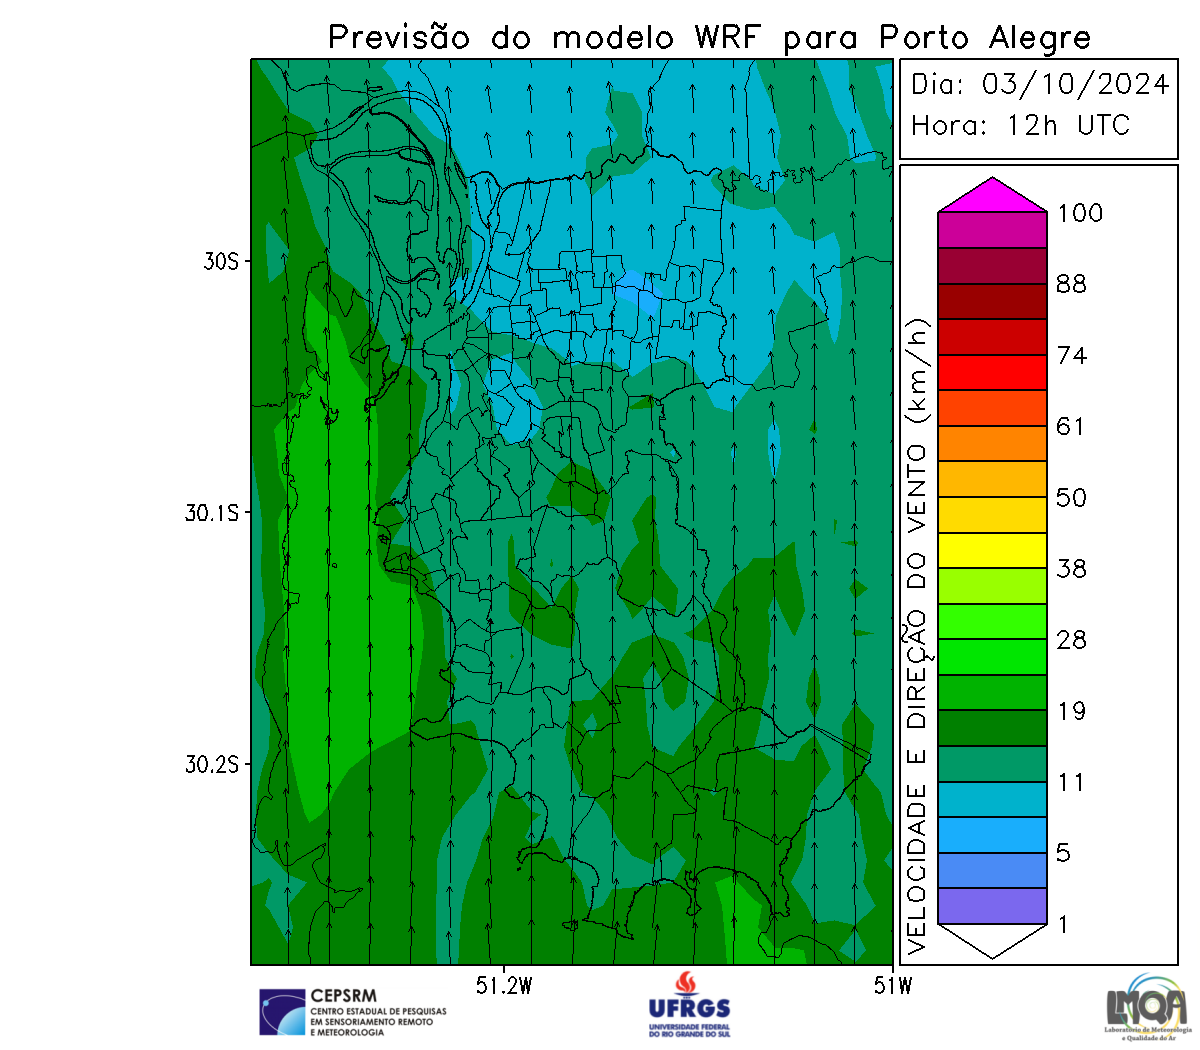 Previsão do modelo WRF para Porto Alegre
Dia: 03/10/2024
Hora: 12h UTC
100
88
74
61
50
38
28
19
11
5
1
VELOCIDADE E DIREÇÃO DO VENTO (km/h)
30S
30.1S
30.2S
51.2W
51W
CEPSRM
CENTRO ESTADUAL DE PESQUISAS
EM SENSORIAMENTO REMOTO
E METEOROLOGIA
UFRGS
UNIVERSIDADE FEDERAL
DO RIO GRANDE DO SUL
LMQA
Laboratório de Meteorologia
e Qualidade do Ar